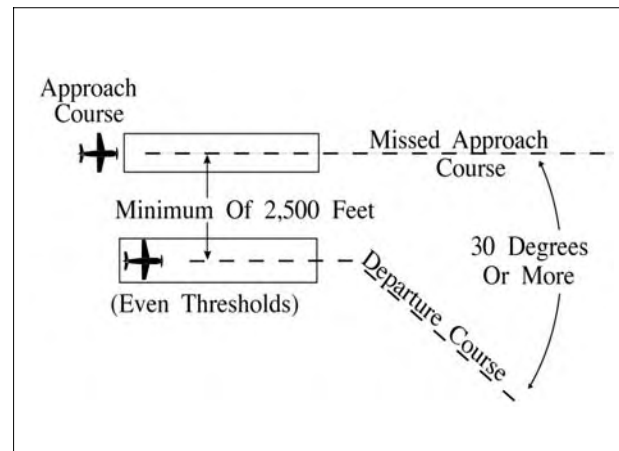 Approach
Course
Missed Approach
Course
Minimum Of 2,500 Feet
30 Degrees
Or More
(Even Thresholds)
Departure Course